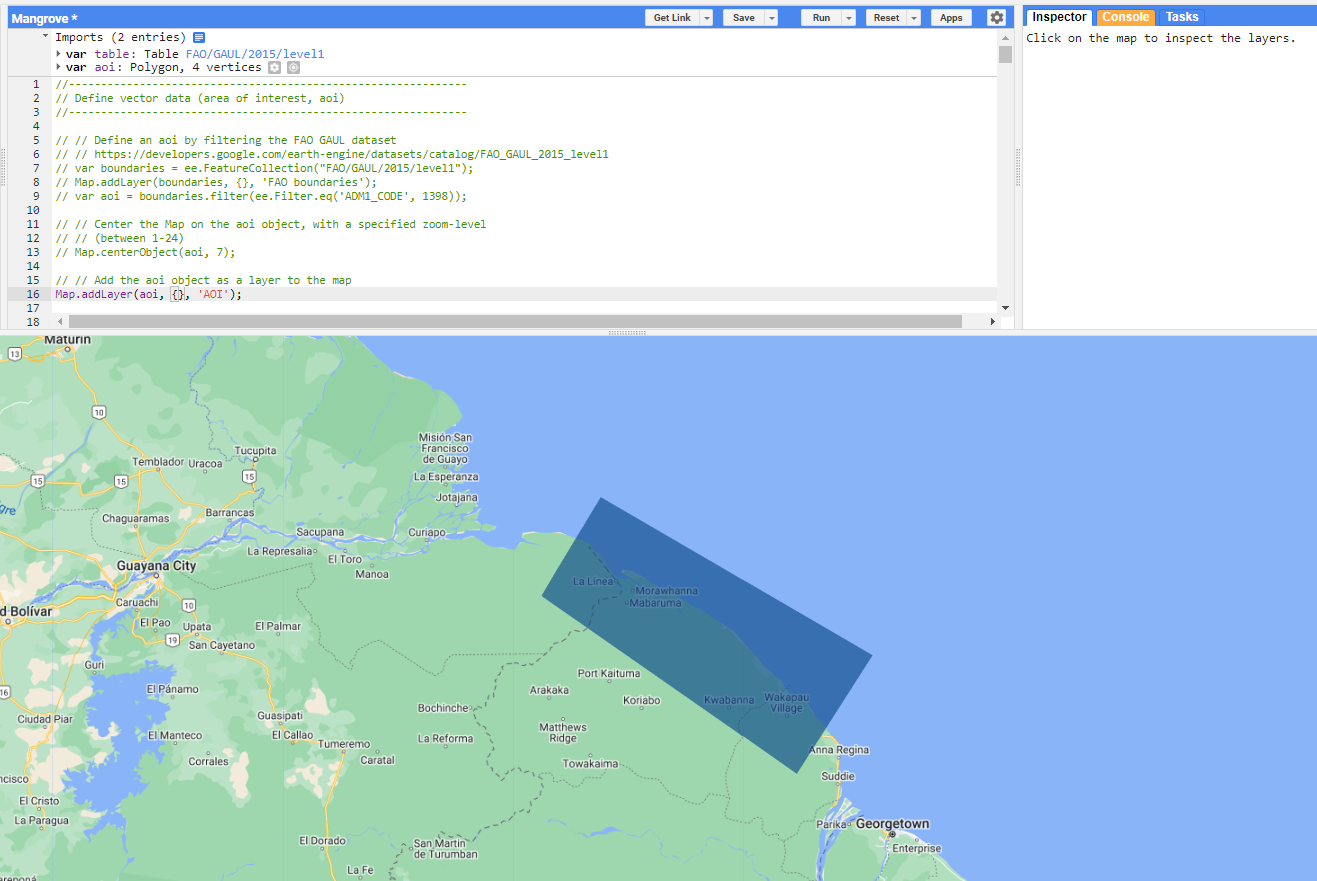 Mangrove *
Get Link
Save
Run
Reset
Apps
Inspector
Console
Tasks
Imports (2 entries)
var table: Table FAO/GAUL/2015/level1
var aoi: Polygon, 4 vertices
Click on the map to inspect the layers.
1 //--------------------------------------------------------------
2 // Define vector data (area of interest, aoi)
3 //--------------------------------------------------------------
4
5 // // Define an aoi by filtering the FAO GAUL dataset
6 // // https://developers.google.com/earth-engine/datasets/catalog/FAO_GAUL_2015_level1
7 // var boundaries = ee.FeatureCollection("FAO/GAUL/2015/level1");
8 // Map.addLayer(boundaries, {}, 'FAO boundaries');
9 // var aoi = boundaries.filter(ee.Filter.eq('ADM1_CODE', 1398));
10
11 // // Center the Map on the aoi object, with a specified zoom-level
12 // // (between 1-24)
13 // Map.centerObject(aoi, 7);
14
15 // // Add the aoi object as a layer to the map
16 Map.addLayer(aoi, {}, 'AOI');
17
18
Maturin
13
10
Misión San
Francisco
de Guayo
Tucupita
Temblador
Uracoa
La Esperanza
15
15
15
Jotajana
Barrancas
Chaguaramas
Sacupana
Curiapo
La Represalia
El Toro
Guayana City
Manoa
La Linea
Morawhanna
Mabaruma
Caruachi
10
d Bolívar
El Pao
Upata
El Palmar
19
San Cayetano
Guri
Port Kaituma
16
El Pánamo
Arakaka
Koriabo
Kwabanna
Wakapau
Village
Bochinche
Ciudad Piar
Guasipati
El Manteco
El Callao
Tumeremo
La Reforma
Matthews
Ridge
Corrales
Caratal
Towakaima
Anna Regina
ncisco
Suddie
El Cristo
La Paragua
Parika
Georgetown
El Dorado
San Martin
de Turumban
Enterprise
La Fe